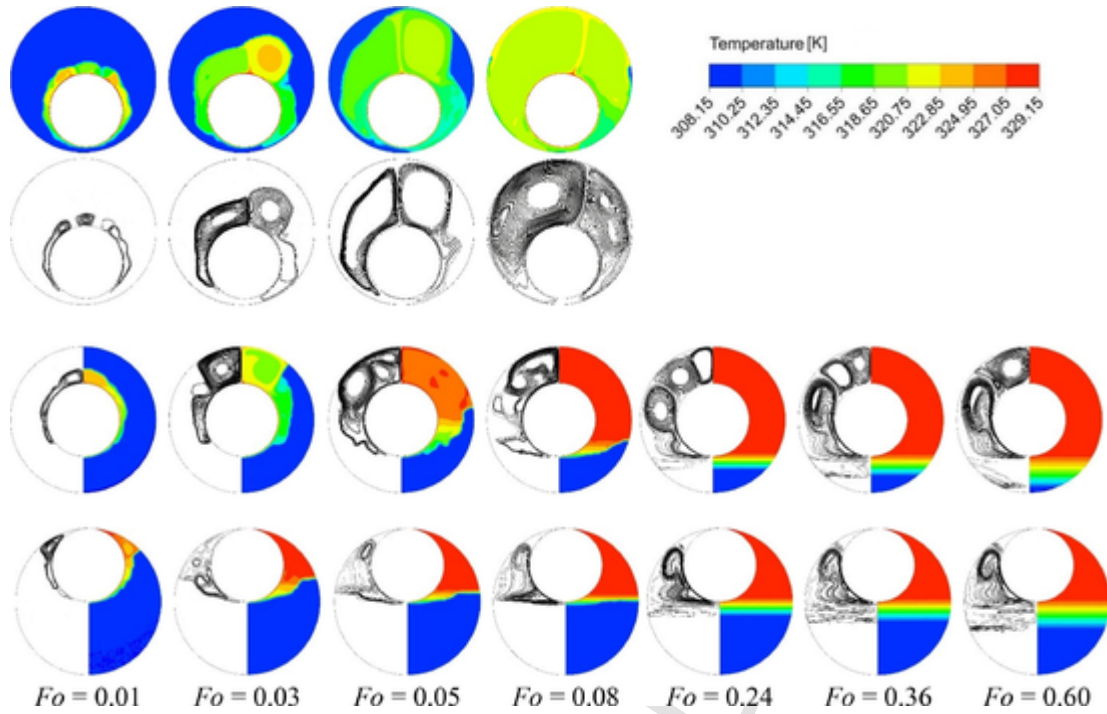 Temperature [K]
308.15 310.25 312.35 314.45 316.55 318.65 320.75 322.85 324.95 327.05 329.15
Fo = 0.01 Fo = 0.03 Fo = 0.05 Fo = 0.08 Fo = 0.24 Fo = 0.36 Fo = 0.60